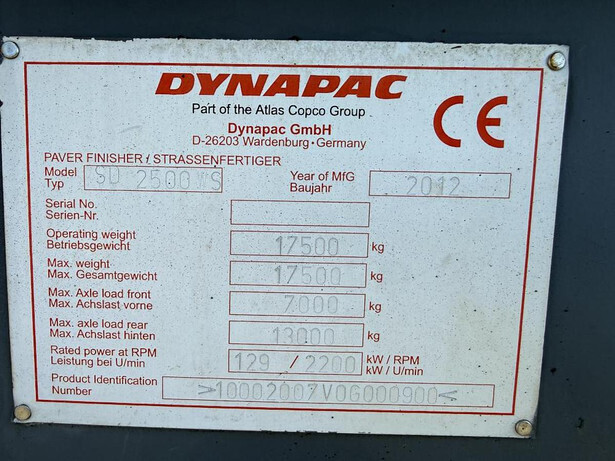 DYNAPAC
Part of the Atlas Copco Group
Dynapac GmbH
D-26203 Wardenburg · Germany
CE
PAVER FINISHER / STRASSENFERTIGER
Model SD 2500WS Year of MfG 2012
Typ Baujahr
Serial No.
Serien-Nr.
Operating weight 17500 kg
Betriebsgewicht
Max. weight 17500 kg
Max. Gesamtgewicht
Max. Axle load front 7000 kg
Max. Achslast vorne
Max. axle load rear 13000 kg
Max. Achslast hinten
Rated power at RPM 129 / 2200 kW / RPM
Leistung bei U/min kW / U/min
Product Identification >10002007V0G000900<
Number